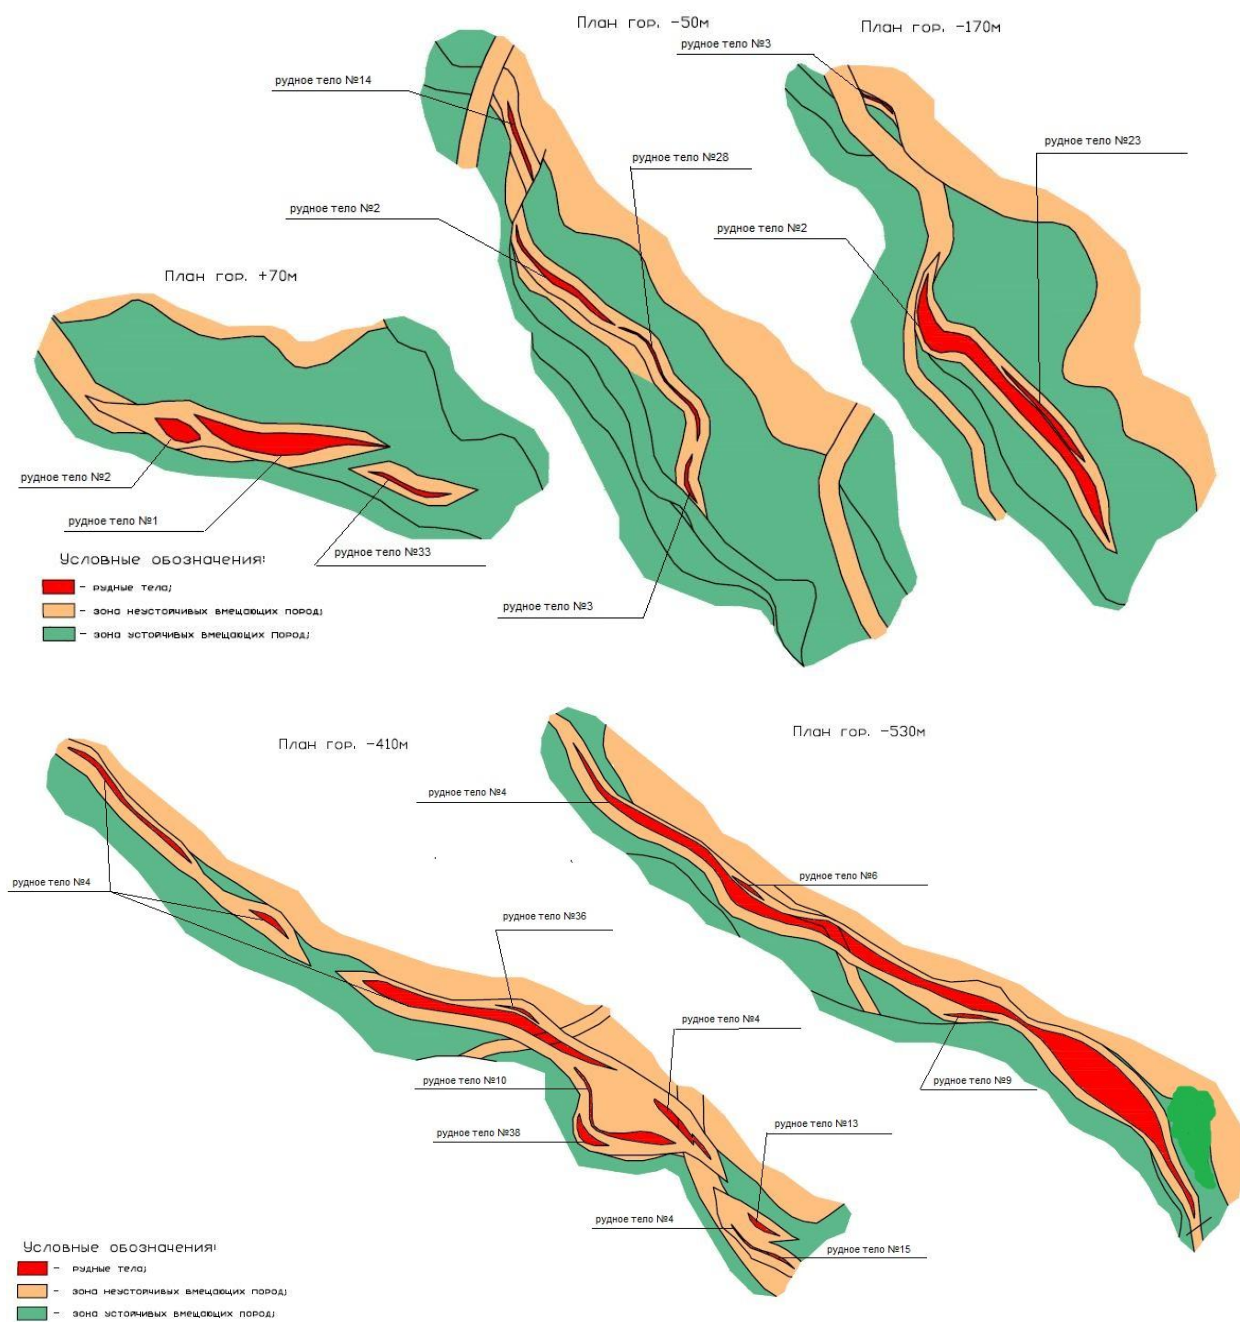 План гор. -50м
План гор. -170м
рудное тело №3
рудное тело №14
рудное тело №23
рудное тело №28
рудное тело №2
рудное тело №2
План гор. +70м
рудное тело №2
рудное тело №1
рудное тело №33
рудное тело №3
Условные обозначения:
- рудные тела;
- зона неустойчивых вмещающих пород;
- зона устойчивых вмещающих пород;
План гор. -410м
План гор. -530м
рудное тело №4
рудное тело №4
рудное тело №6
рудное тело №36
рудное тело №4
рудное тело №10
рудное тело №9
рудное тело №38
рудное тело №13
рудное тело №4
рудное тело №15
Условные обозначения:
- рудные тела;
- зона неустойчивых вмещающих пород;
- зона устойчивых вмещающих пород;